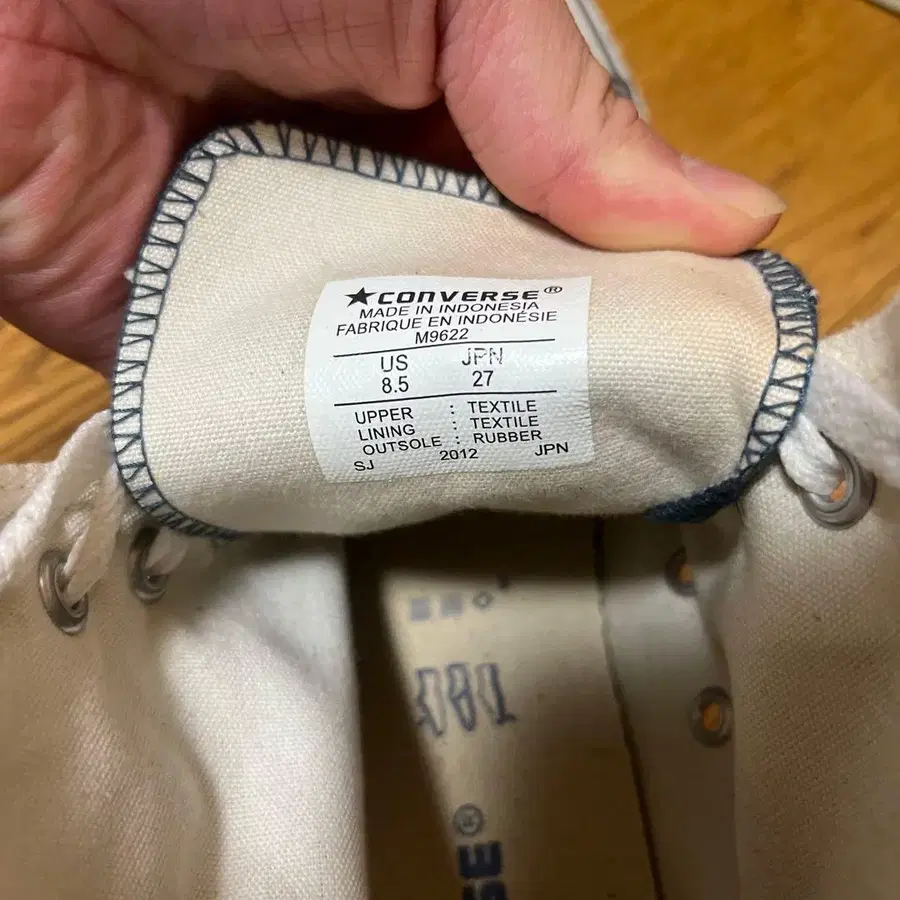 ★CONVERSE®
MADE IN INDONESIA
FABRIQUE EN INDONÉSIE
M9622
US JPN
8.5 27
UPPER : TEXTILE
LINING : TEXTILE
OUTSOLE : RUBBER
SJ 2012 JPN